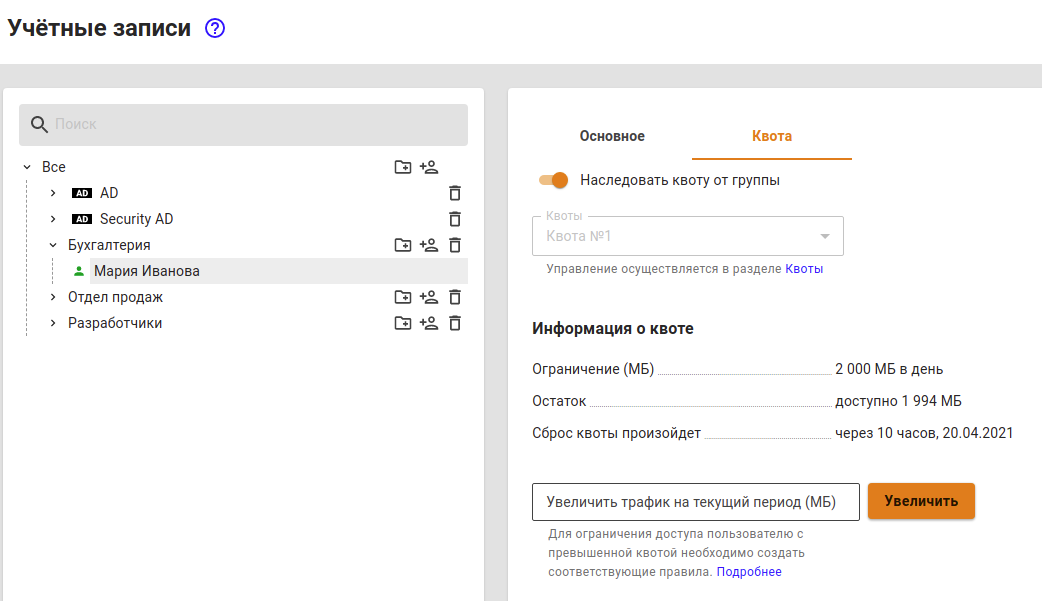 Учётные записи
Поиск
Все
AD AD
AD Security AD
Бухгалтерия
Мария Иванова
Отдел продаж
Разработчики
Основное Квота
Наследовать квоту от группы
Квоты
Квота №1
Управление осуществляется в разделе Квоты
Информация о квоте
Ограничение (МБ) 2 000 МБ в день
Остаток доступно 1 994 МБ
Сброс квоты произойдет через 10 часов, 20.04.2021
Увеличить трафик на текущий период (МБ) Увеличить
Для ограничения доступа пользователю с
превышенной квотой необходимо создать
соответствующие правила. Подробнее